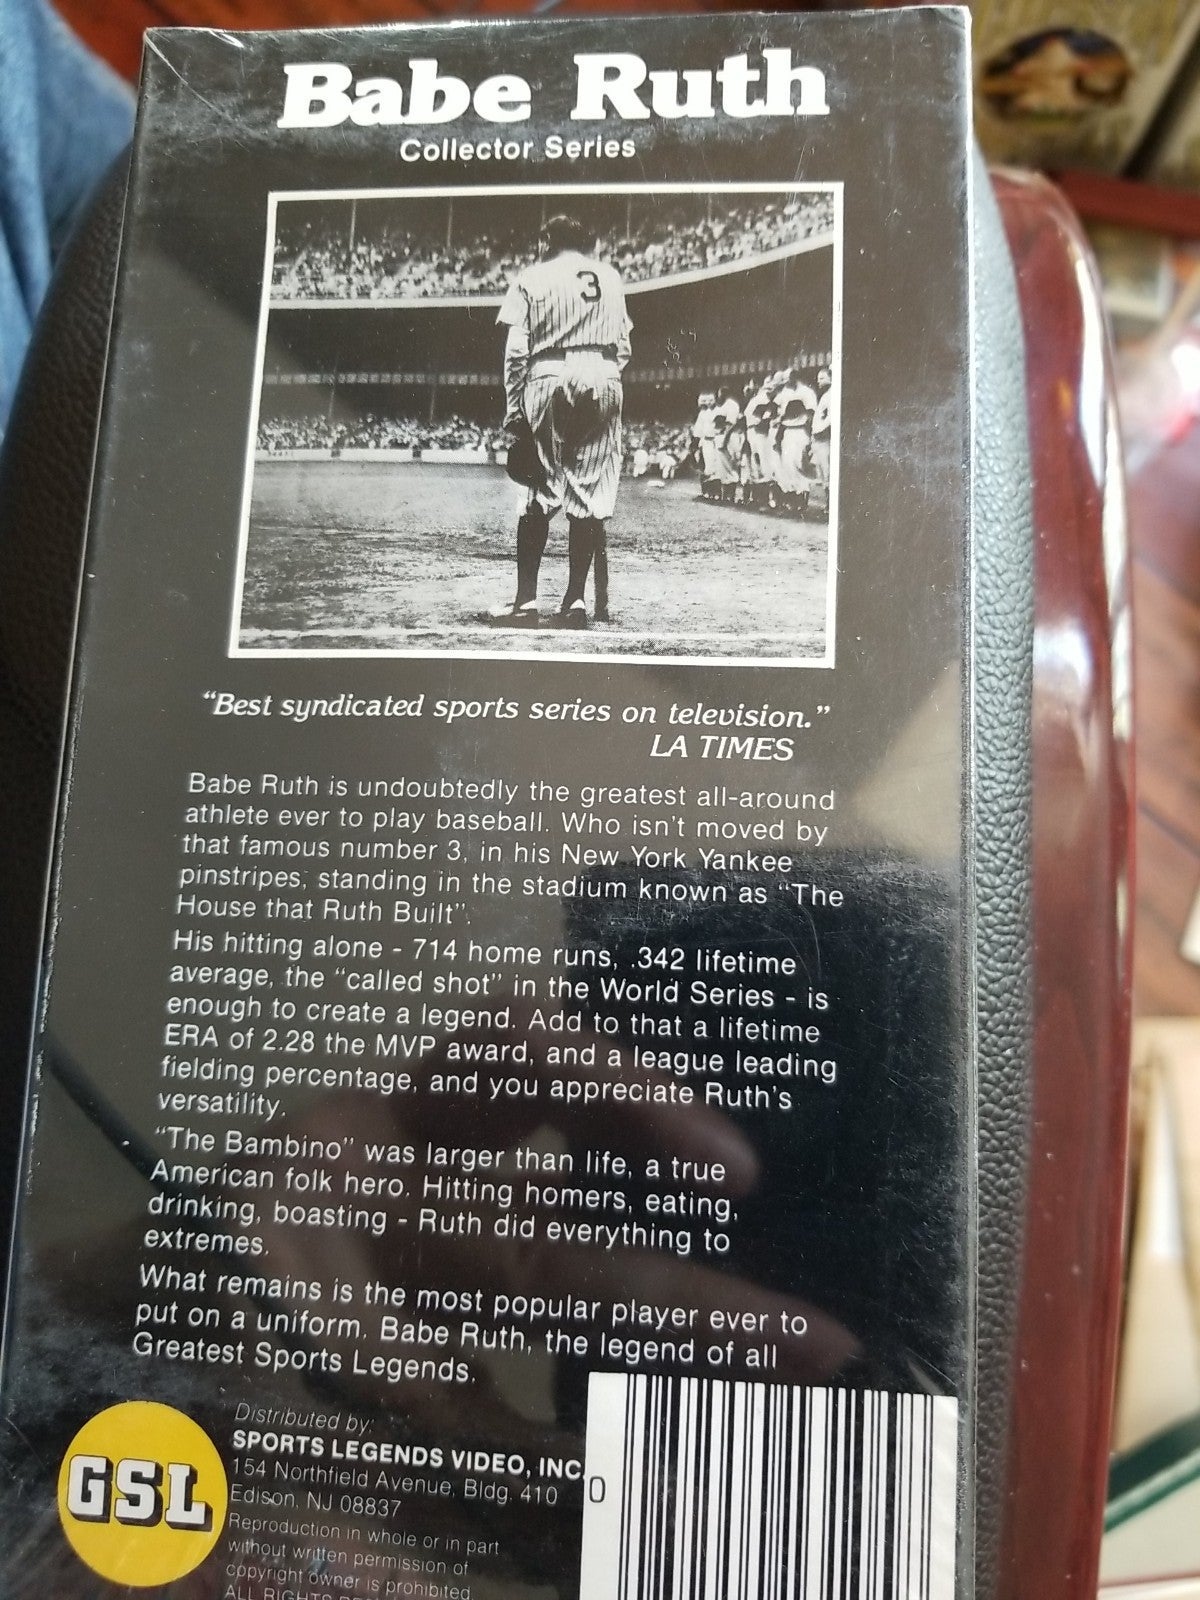 Babe Ruth
Collector Series
3
"Best syndicated sports series on television."
LA TIMES
Babe Ruth is undoubtedly the greatest all-around
athlete ever to play baseball. Who isn't moved by
that famous number 3, in his New York Yankee
pinstripes, standing in the stadium known as "The
House that Ruth Built".
His hitting alone - 714 home runs, .342 lifetime
average, the "called shot" in the World Series - is
enough to create a legend. Add to that a lifetime
ERA of 2.28 the MVP award, and a league leading
fielding percentage, and you appreciate Ruth's
versatility.
"The Bambino" was larger than life, a true
American folk hero. Hitting homers, eating,
drinking, boasting - Ruth did everything to
extremes.
What remains is the most popular player ever to
put on a uniform. Babe Ruth, the legend of all
Greatest Sports Legends.
GSL
Distributed by:
SPORTS LEGENDS VIDEO, INC.
154 Northfield Avenue, Bldg. 410
Edison, NJ 08837
Reproduction in whole or in part
without written permission of
copyright owner is prohibited.
ALL RIGHTS
0